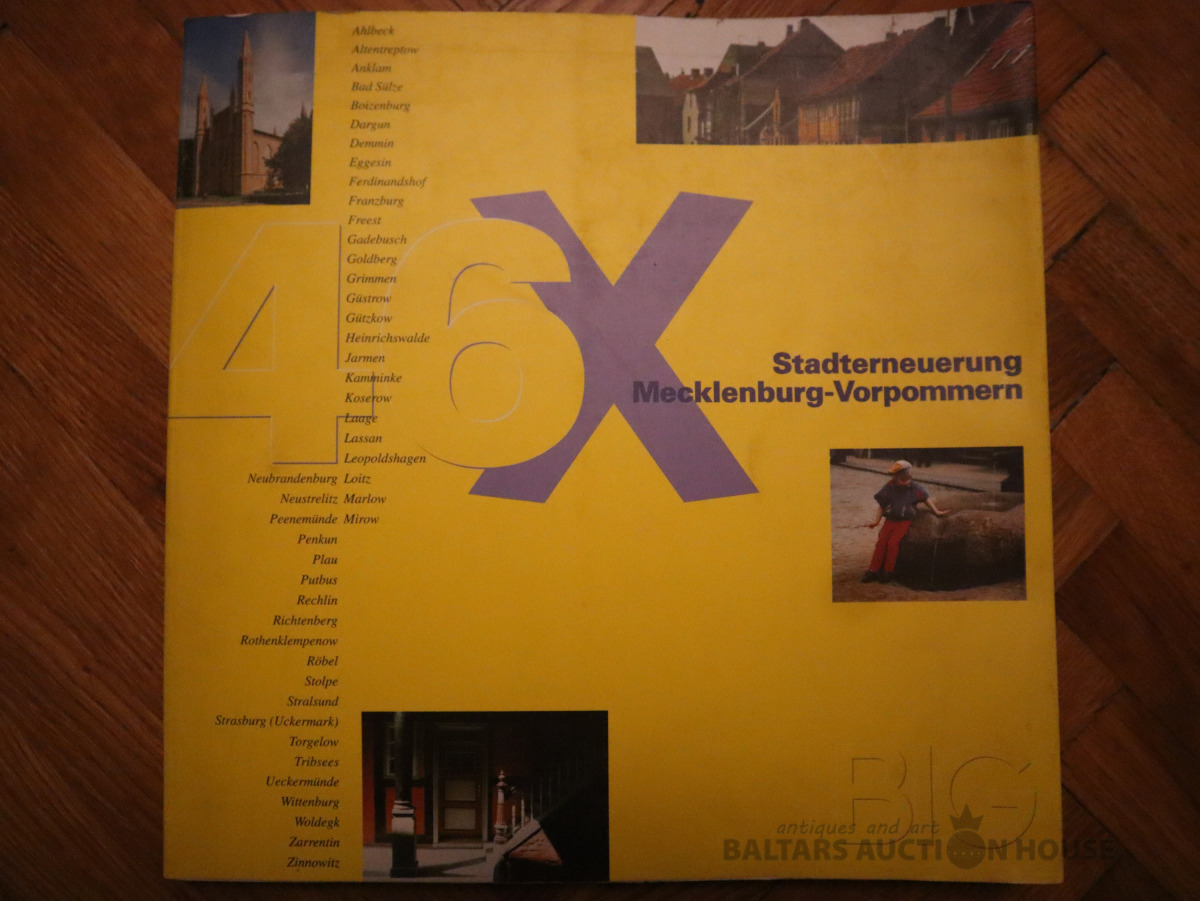 Ahlbeck
Altentreptow
Anklam
Bad Sülze
Boizenburg
Dargun
Demmin
Eggesin
Ferdinandshof
Franzburg
Freest
Gadebusch
Goldberg
Grimmen
Güstrow
Gützkow
Heinrichswalde
Jarmen
Kamminke
Koserow
Laage
Lassan
Leopoldshagen
Neubrandenburg Loitz
Neustrelitz Marlow
Peenemünde Mirow
Penkun
Plau
Putbus
Rechlin
Richtenberg
Rothenklempenow
Röbel
Stolpe
Stralsund
Strasburg (Uckermark)
Torgelow
Tribsees
Ueckermünde
Wittenburg
Woldegk
Zarrentin
Zinnowitz
46X
Stadterneuerung
Mecklenburg-Vorpommern
BIG
antiques and art
BALTARS AUCTION HOUSE